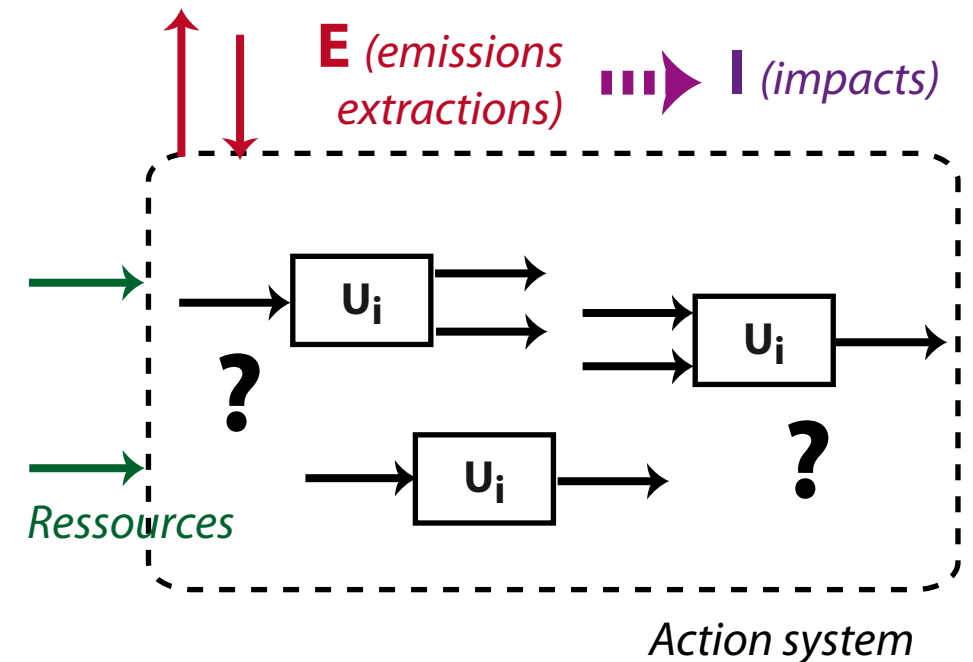 E (emissions
extractions)
I (impacts)
Ui
Ui
?
?
Ui
Ressources
Action system